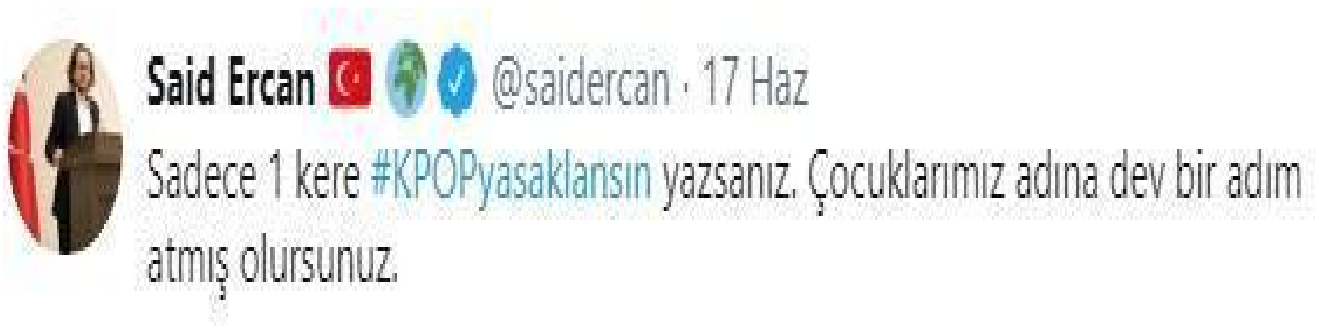 Said Ercan 🇹🇷 🌍 @saidercan · 17 Haz
Sadece 1 kere #KPOPyasaklansın yazsanız. Çocuklarımız adına dev bir adım
atmış olursunuz.